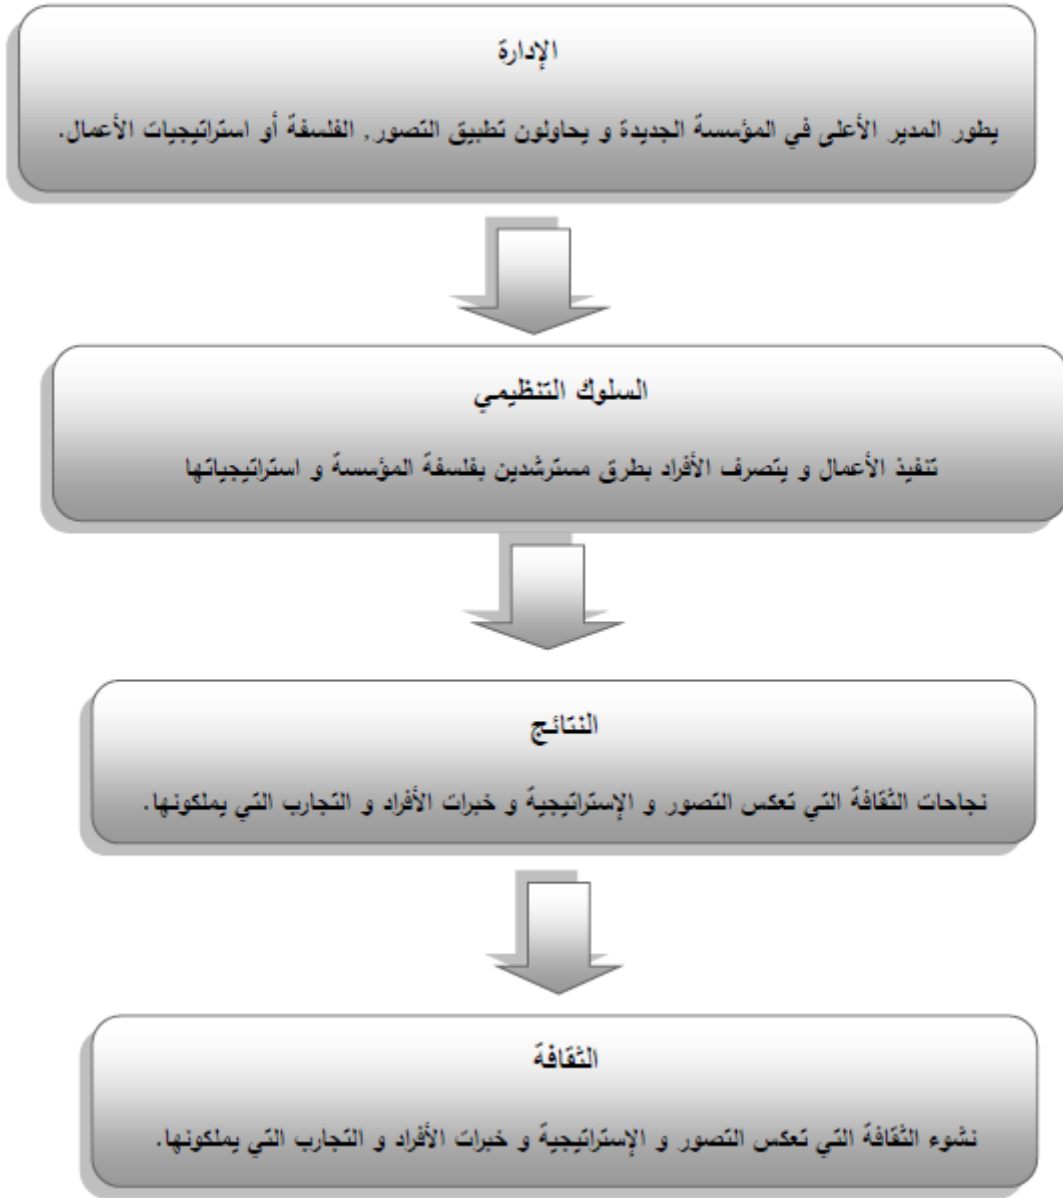 الإدارة
يطور المدير الأعلى في المؤسسة الجديدة و يحاولون تطبيق التصور, الفلسفة أو استراتيجيات الأعمال.
السلوك التنظيمي
تنفيذ الأعمال و يتصرف الأفراد بطرق مسترشدين بفلسفة المؤسسة و استراتيجياتها
النتائج
نجاحات الثقافة التي تعكس التصور و الإستراتيجية و خبرات الأفراد و التجارب التي يملكونها.
الثقافة
نشوء الثقافة التي تعكس التصور و الإستراتيجية و خبرات الأفراد و التجارب التي يملكونها.